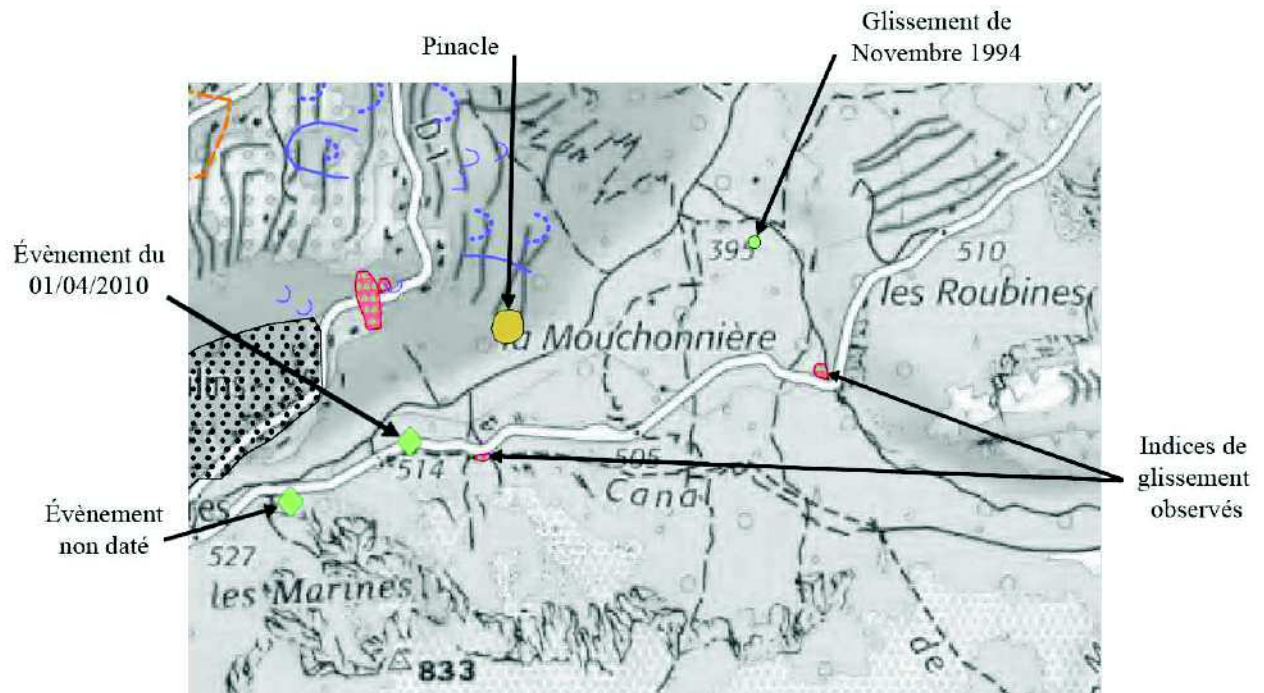 Glissement de
Novembre 1994
Pinacle
Évènement du
01/04/2010
395
510
les Roubines
la Mouchonnière
514
505
Canal
Indices de
glissement
observés
Évènement
non daté
527
les Marines
833
de